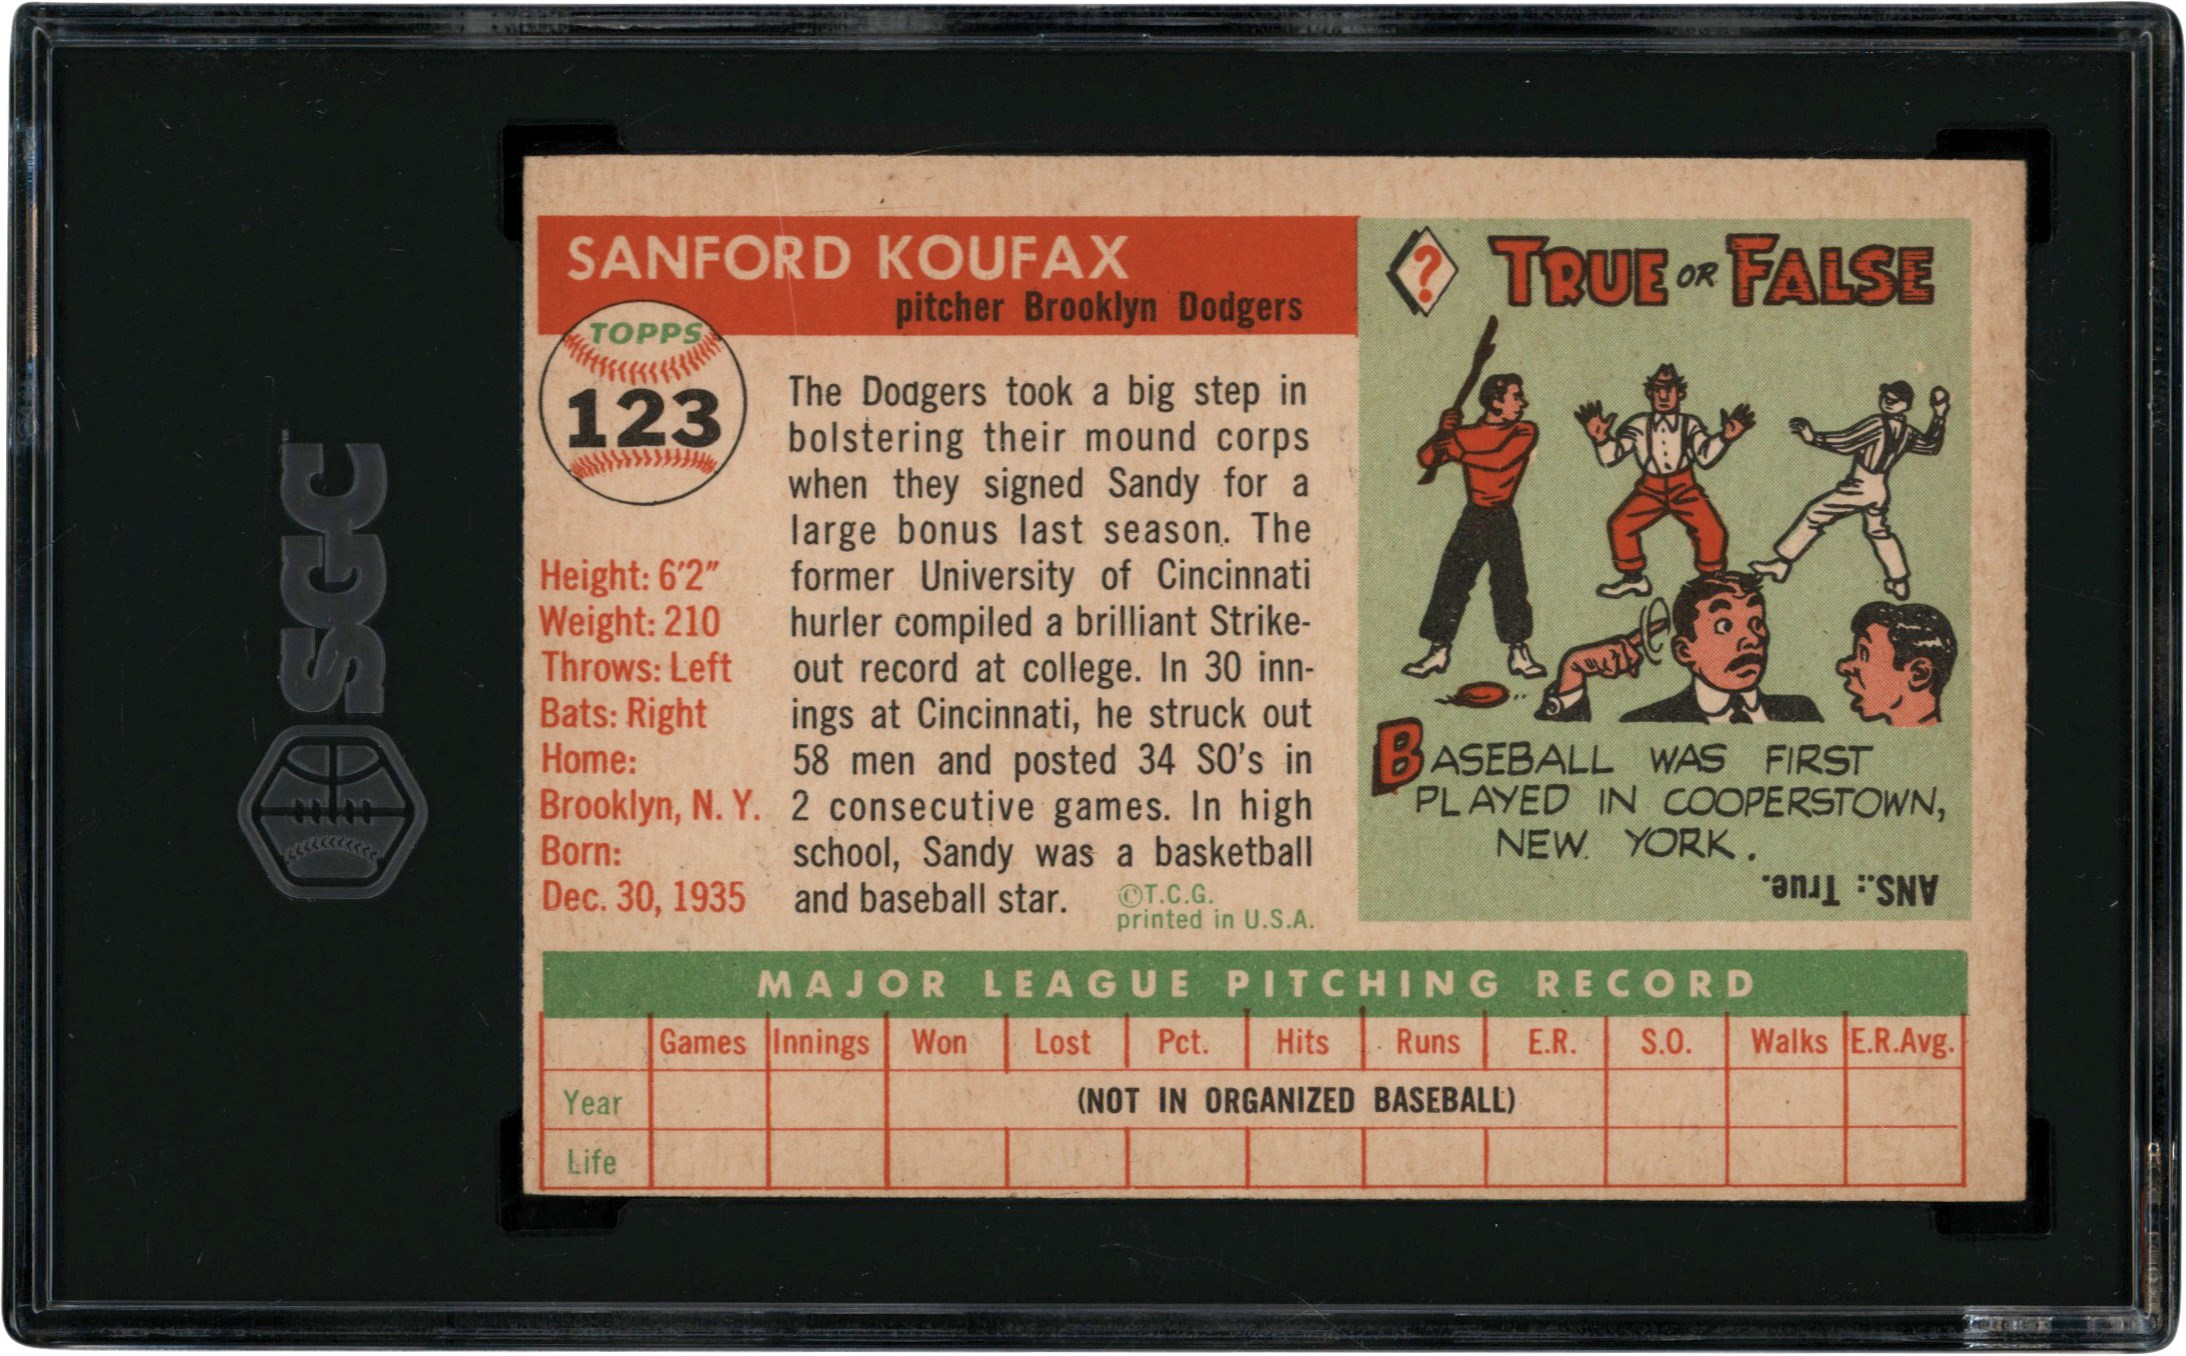 SGC
SANFORD KOUFAX
pitcher Brooklyn Dodgers
TOPPS
123
Height: 6'2"
Weight: 210
Throws: Left
Bats: Right
Home:
Brooklyn, N. Y.
Born:
Dec. 30, 1935
The Dodgers took a big step in
bolstering their mound corps
when they signed Sandy for a
large bonus last season. The
former University of Cincinnati
hurler compiled a brilliant Strike-
out record at college. In 30 inn-
ings at Cincinnati, he struck out
58 men and posted 34 SO's in
2 consecutive games. In high
school, Sandy was a basketball
and baseball star.
©T.C.G.
printed in U.S.A.
?
TRUE OR FALSE
BASEBALL WAS FIRST
PLAYED IN COOPERSTOWN,
NEW YORK.
ANS.: True.
MAJOR LEAGUE PITCHING RECORD
Games Innings Won Lost Pct. Hits Runs E.R. S.O. Walks E.R.Avg.
Year (NOT IN ORGANIZED BASEBALL)
Life